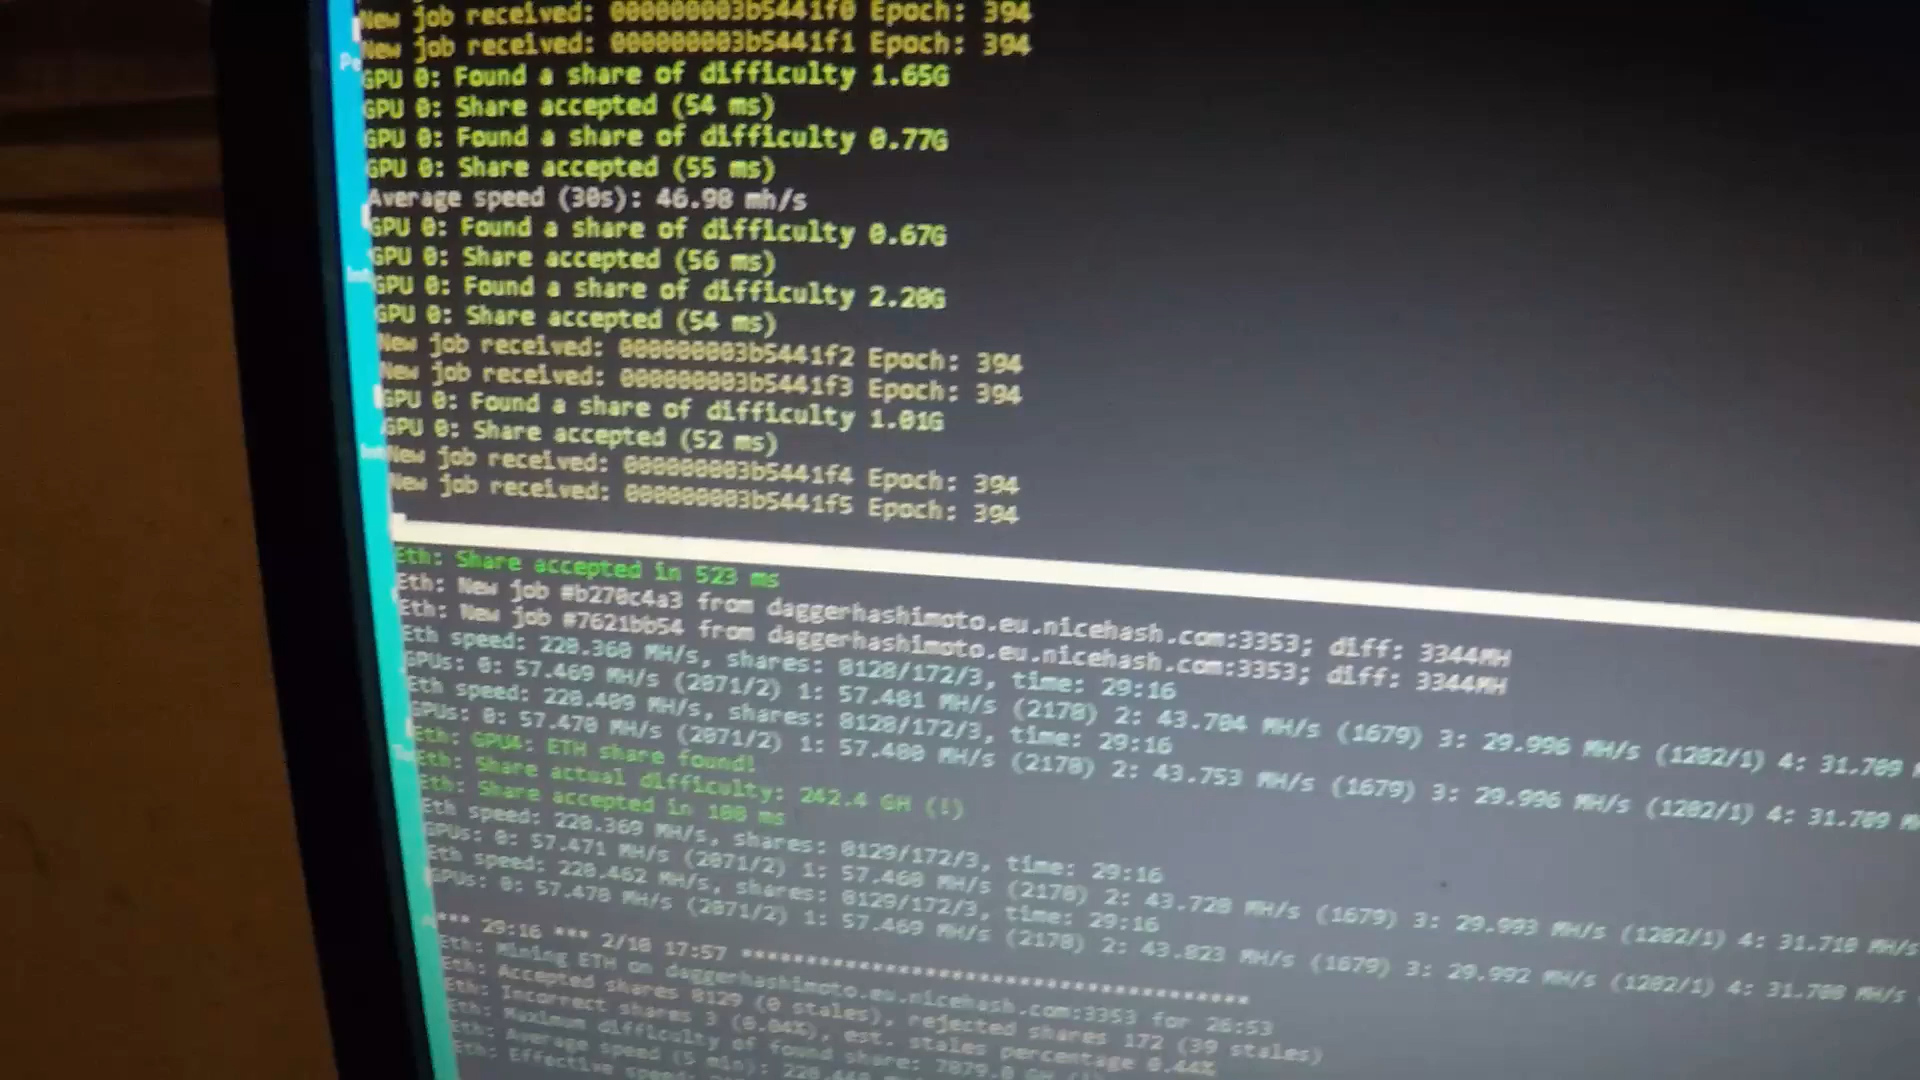 New job received: 000000003b5441f0 Epoch: 394
New job received: 000000003b5441f1 Epoch: 394
GPU 0: Found a share of difficulty 1.65G
GPU 0: Share accepted (54 ms)
GPU 0: Found a share of difficulty 0.77G
GPU 0: Share accepted (55 ms)
Average speed (30s): 46.98 mh/s
GPU 0: Found a share of difficulty 0.67G
GPU 0: Share accepted (56 ms)
GPU 0: Found a share of difficulty 2.20G
GPU 0: Share accepted (54 ms)
New job received: 000000003b5441f2 Epoch: 394
New job received: 000000003b5441f3 Epoch: 394
GPU 0: Found a share of difficulty 1.01G
GPU 0: Share accepted (52 ms)
New job received: 000000003b5441f4 Epoch: 394
New job received: 000000003b5441f5 Epoch: 394
Eth: Share accepted in 523 ms
Eth: New job #b270c4a3 from daggerhashimoto.eu.nicehash.com:3353; diff: 3344MH
Eth: New job #7621bb54 from daggerhashimoto.eu.nicehash.com:3353; diff: 3344MH
Eth speed: 220.360 MH/s, shares: 8128/172/3, time: 29:16
GPUs: 0: 57.469 MH/s (2071/2) 1: 57.481 MH/s (2178) 2: 43.704 MH/s (1679) 3: 29.996 MH/s (1202/1) 4: 31.709
Eth speed: 220.409 MH/s, shares: 8128/172/3, time: 29:16
GPUs: 0: 57.470 MH/s (2071/2) 1: 57.480 MH/s (2178) 2: 43.753 MH/s (1679) 3: 29.996 MH/s (1202/1) 4: 31.709
Eth: GPU4: ETH share found!
Eth: Share actual difficulty: 242.4 GH (!)
Eth: Share accepted in 100 ms
Eth speed: 220.369 MH/s, shares: 8129/172/3, time: 29:16
GPUs: 0: 57.471 MH/s (2071/2) 1: 57.468 MH/s (2178) 2: 43.728 MH/s (1679) 3: 29.993 MH/s (1202/1) 4: 31.710 MH/s
Eth speed: 220.462 MH/s, shares: 8129/172/3, time: 29:16
GPUs: 0: 57.470 MH/s (2071/2) 1: 57.469 MH/s (2178) 2: 43.823 MH/s (1679) 3: 29.992 MH/s (1202/1) 4: 31.708 MH/s
*** 29:16 *** 2/10 17:57 **************************************
Eth: Mining ETH on daggerhashimoto.eu.nicehash.com:3353 for 26:53
Eth: Accepted shares 8129 (0 stales), rejected shares 172 (39 stales)
Eth: Incorrect shares 3 (0.04%), est. stales percentage 0.44%
Eth: Maximum difficulty of found share: 7879.0 GH
Eth: Average speed (5 min):
Eth: Effective speed: